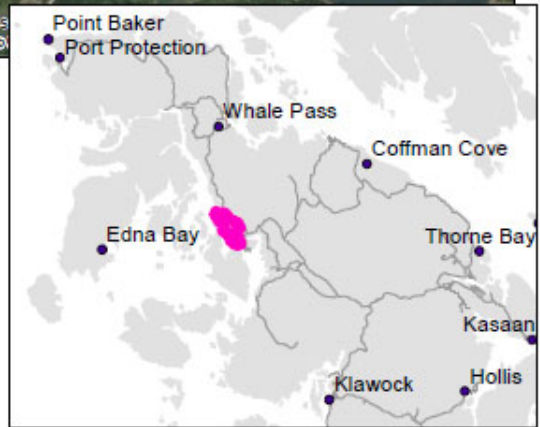 Point Baker
Port Protection
Whale Pass
Coffman Cove
Edna Bay
Thorne Bay
Kasaan
Klawock
Hollis